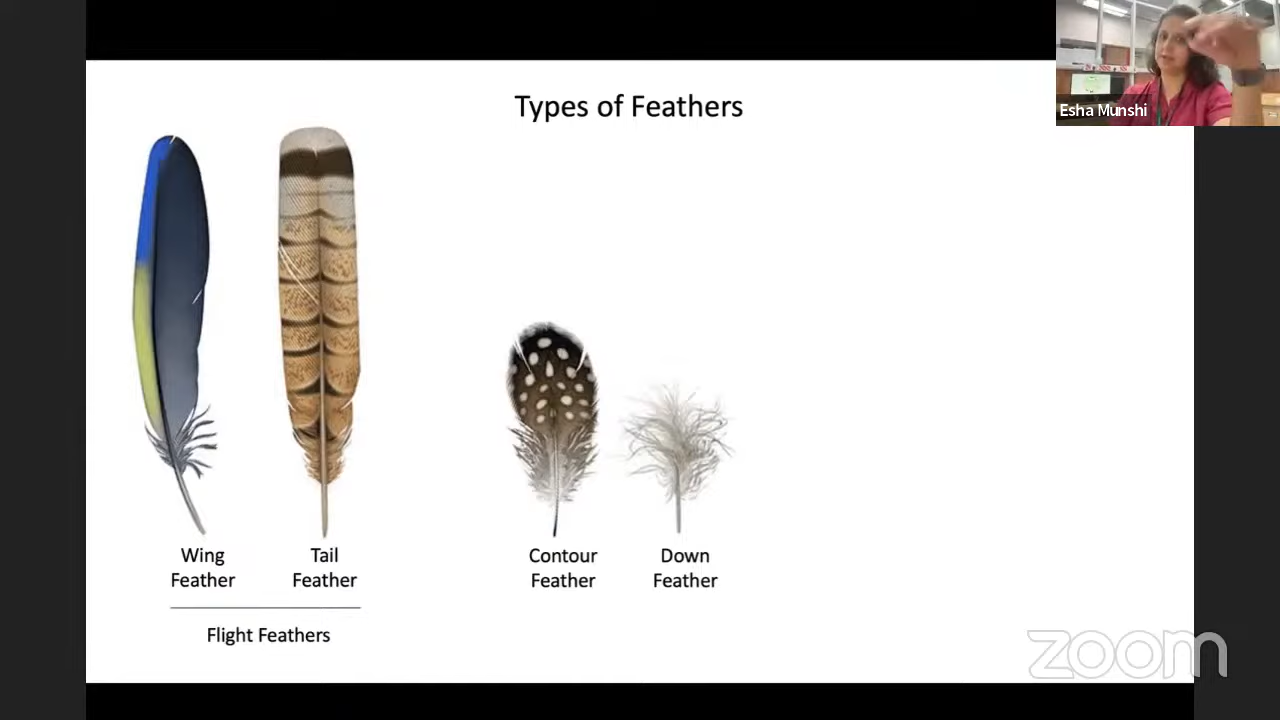 Types of Feathers
Esha Munshi
Wing
Feather
Tail
Feather
Contour
Feather
Down
Feather
Flight Feathers
zoom